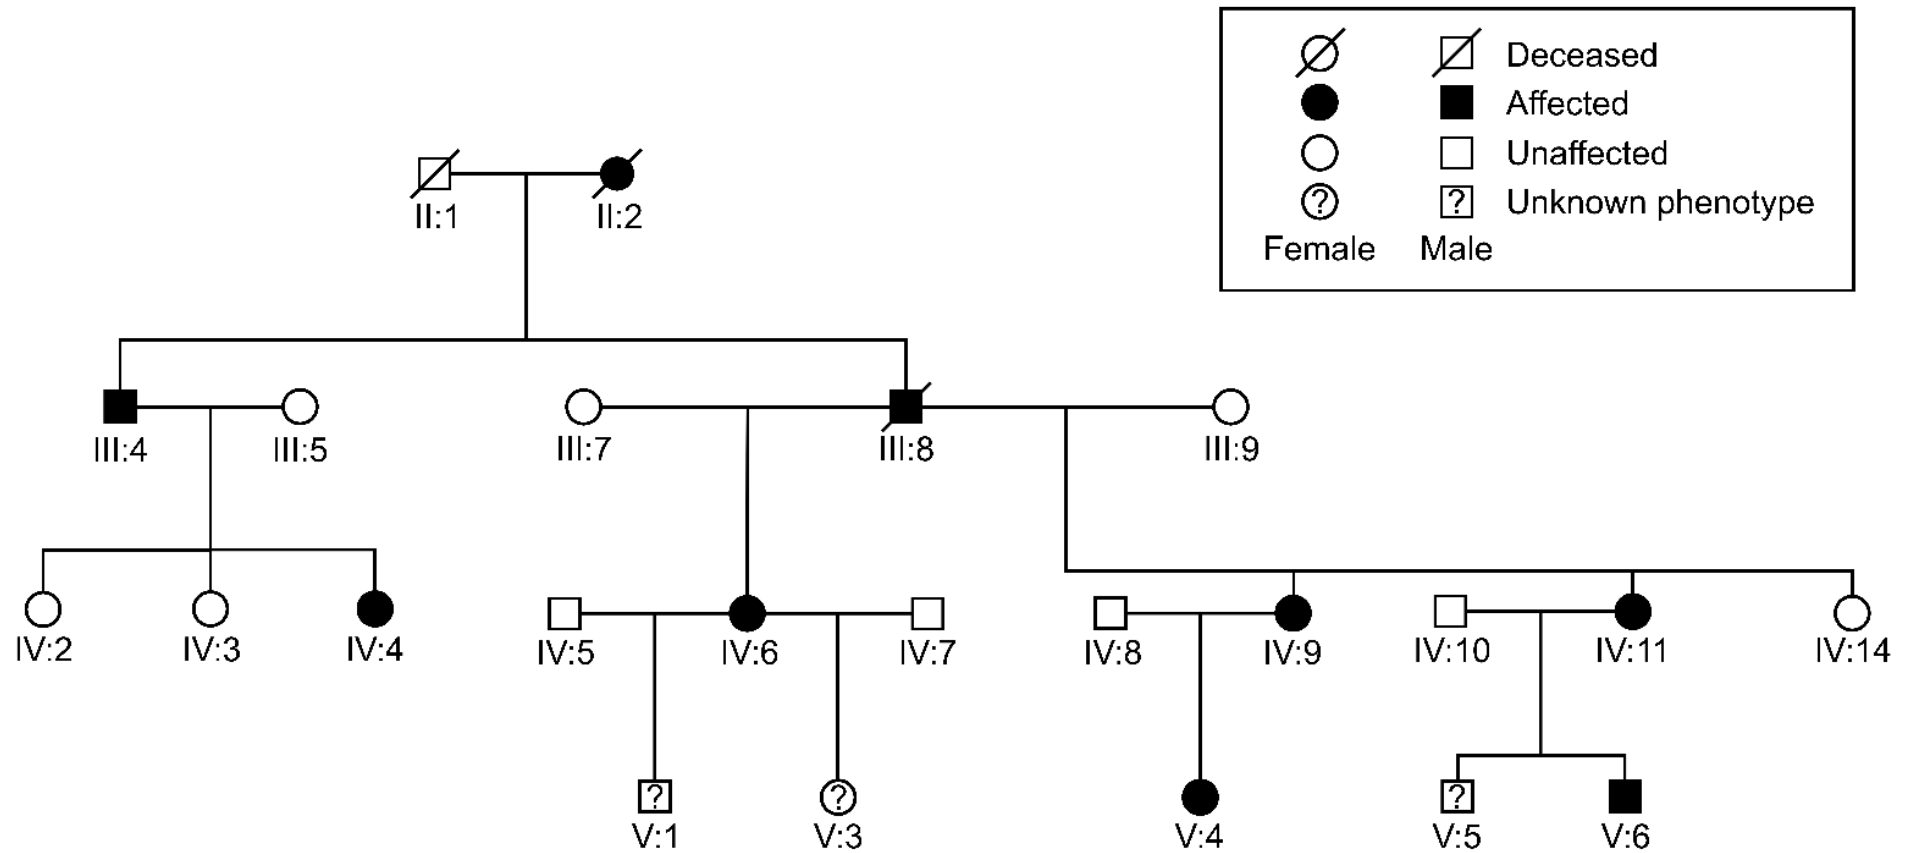 Deceased
Affected
Unaffected
? ? Unknown phenotype
Female Male
II:1 II:2
III:4 III:5 III:7 III:8 III:9
IV:2 IV:3 IV:4 IV:5 IV:6 IV:7 IV:8 IV:9 IV:10 IV:11 IV:14
? ? ?
V:1 V:3 V:4 V:5 V:6